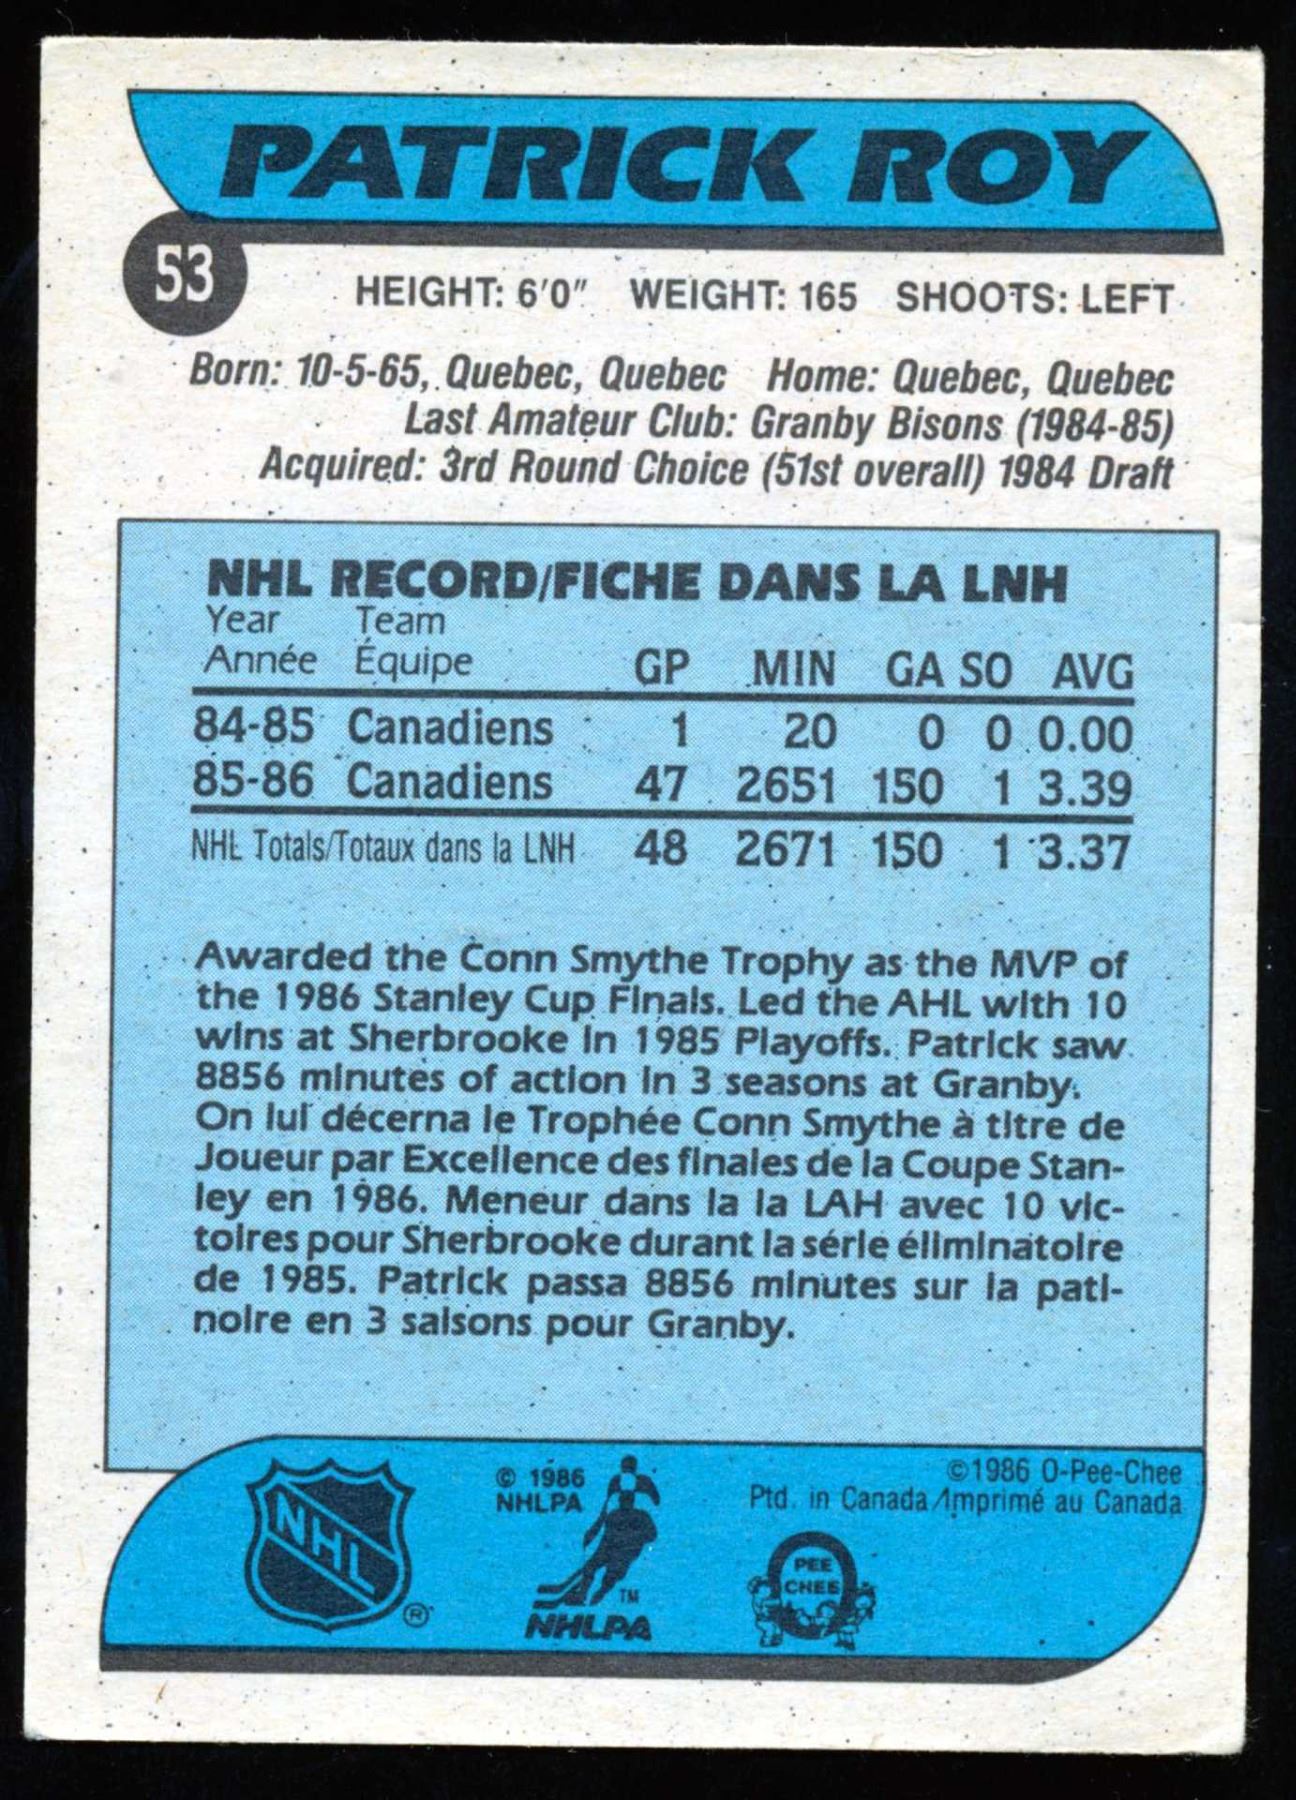 PATRICK ROY
53
HEIGHT: 6'0" WEIGHT: 165 SHOOTS: LEFT
Born: 10-5-65, Quebec, Quebec Home: Quebec, Quebec
Last Amateur Club: Granby Bisons (1984-85)
Acquired: 3rd Round Choice (51st overall) 1984 Draft
NHL RECORD/FICHE DANS LA LNH
Year Team
Année Équipe GP MIN GA SO AVG
84-85 Canadiens 1 20 0 0 0.00
85-86 Canadiens 47 2651 150 1 3.39
NHL Totals/Totaux dans la LNH 48 2671 150 1 3.37
Awarded the Conn Smythe Trophy as the MVP of
the 1986 Stanley Cup Finals. Led the AHL with 10
wins at Sherbrooke in 1985 Playoffs. Patrick saw
8856 minutes of action in 3 seasons at Granby.
On lui décerna le Trophée Conn Smythe à titre de
Joueur par Excellence des finales de la Coupe Stan-
ley en 1986. Meneur dans la la LAH avec 10 vic-
toires pour Sherbrooke durant la série éliminatoire
de 1985. Patrick passa 8856 minutes sur la pati-
noire en 3 saisons pour Granby.
NHL
®
© 1986
NHLPA
TM
NHLPA
©1986 O-Pee-Chee
Ptd. in Canada/Imprimé au Canada
PEE
CHEE